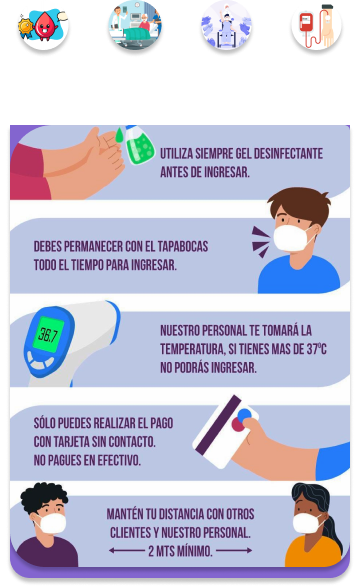 UTILIZA SIEMPRE GEL DESINFECTANTE
ANTES DE INGRESAR.
DEBES PERMANECER CON EL TAPABOCAS
TODO EL TIEMPO PARA INGRESAR.
36.7
NUESTRO PERSONAL TE TOMARÁ LA
TEMPERATURA, SI TIENES MAS DE 37°C
NO PODRÁS INGRESAR.
SÓLO PUEDES REALIZAR EL PAGO
CON TARJETA SIN CONTACTO.
NO PAGUES EN EFECTIVO.
MANTÉN TU DISTANCIA CON OTROS
CLIENTES Y NUESTRO PERSONAL.
2 MTS MÍNIMO.